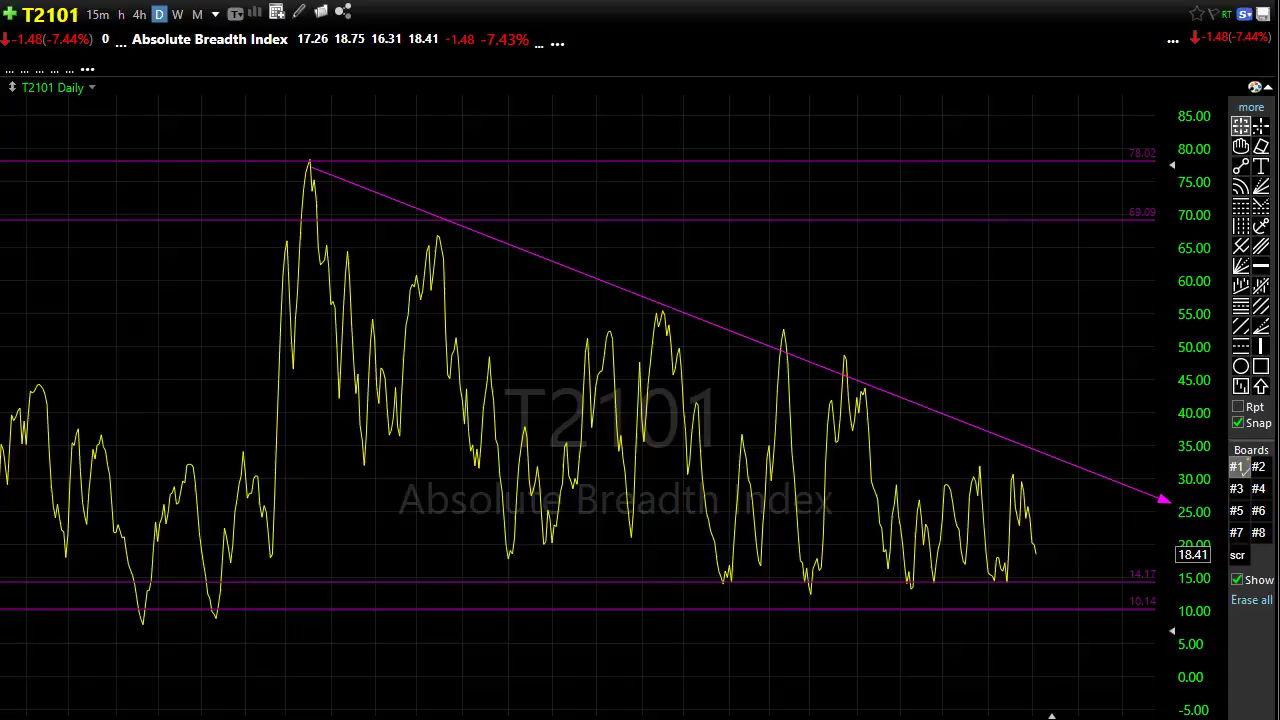 T2101 15m h 4h D W M T RT S
-1.48(-7.44%) 0 ... Absolute Breadth Index 17.26 18.75 16.31 18.41 -1.48 -7.43% ... ... ... -1.48(-7.44%)
... ... ... ... ... ...
T2101 Daily
more
85.00
80.00
78.02
75.00
69.09
70.00
65.00
60.00
55.00
50.00
45.00
40.00
35.00
30.00
25.00
20.00
18.41
14.17
15.00
10.14
10.00
5.00
0.00
-5.00
T2101
Absolute Breadth Index
T
Rpt
Snap
Boards
#1 #2
#3 #4
#5 #6
#7 #8
scr
Show
Erase all